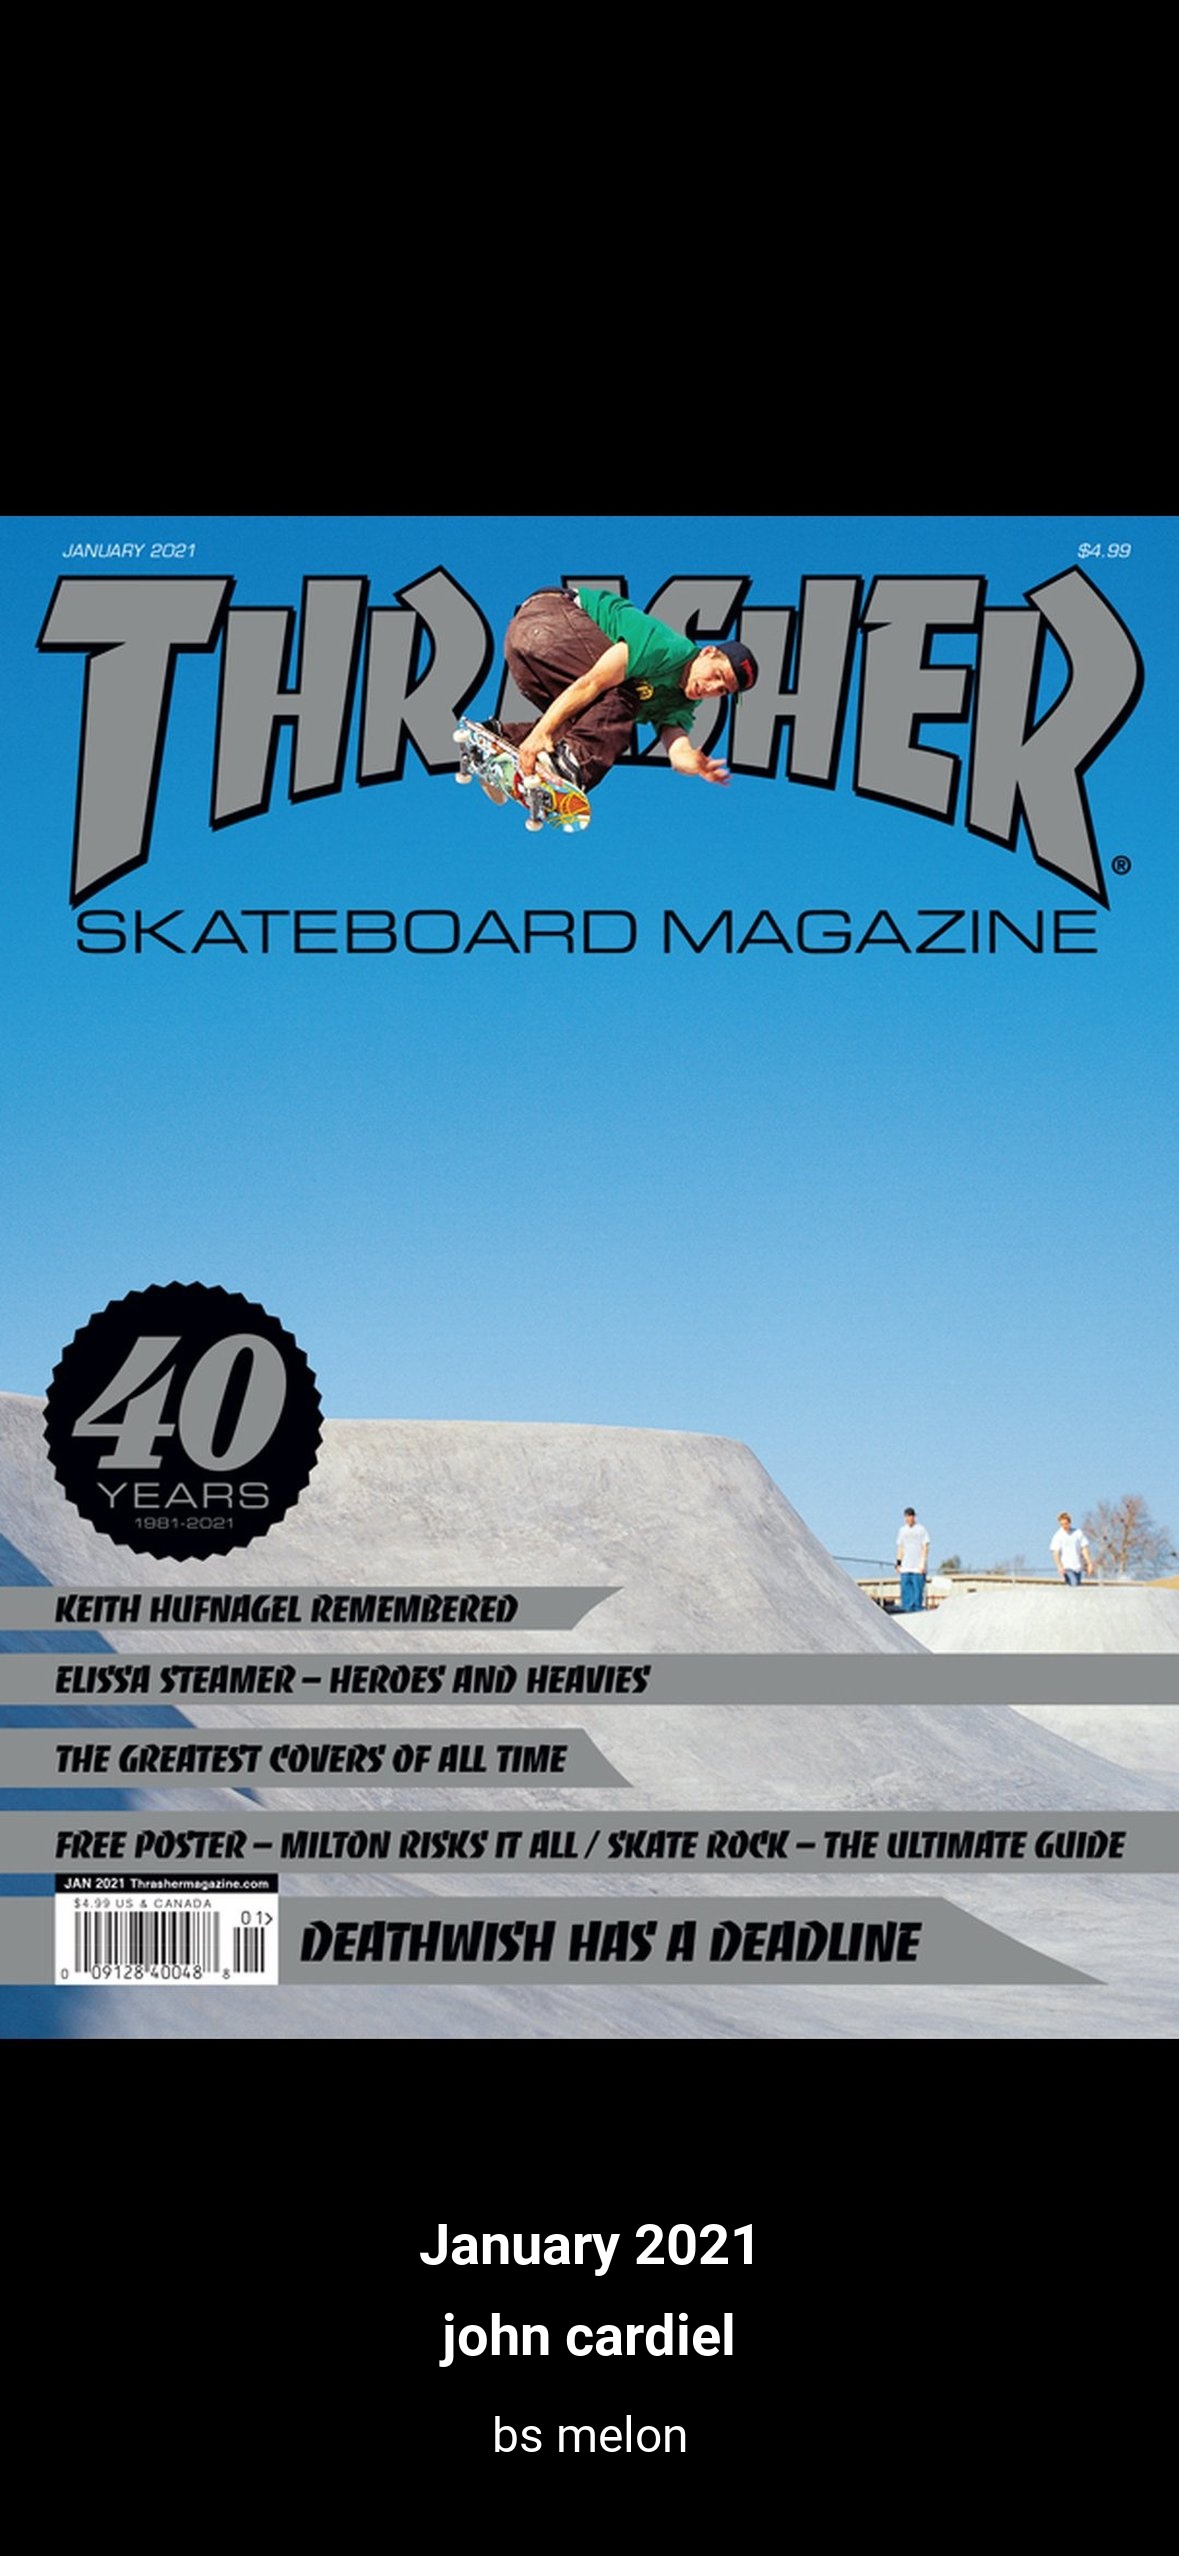 JANUARY 2021
$4.99
THRASHER
®
SKATEBOARD MAGAZINE
40
YEARS
1981-2021
KEITH HUFNAGEL REMEMBERED
ELISSA STEAMER – HEROES AND HEAVIES
THE GREATEST COVERS OF ALL TIME
FREE POSTER – MILTON RISKS IT ALL / SKATE ROCK – THE ULTIMATE GUIDE
JAN 2021 Thrashermagazine.com
$4.99 US & CANADA
01>
0 09128 40048 8
DEATHWISH HAS A DEADLINE
January 2021
john cardiel
bs melon